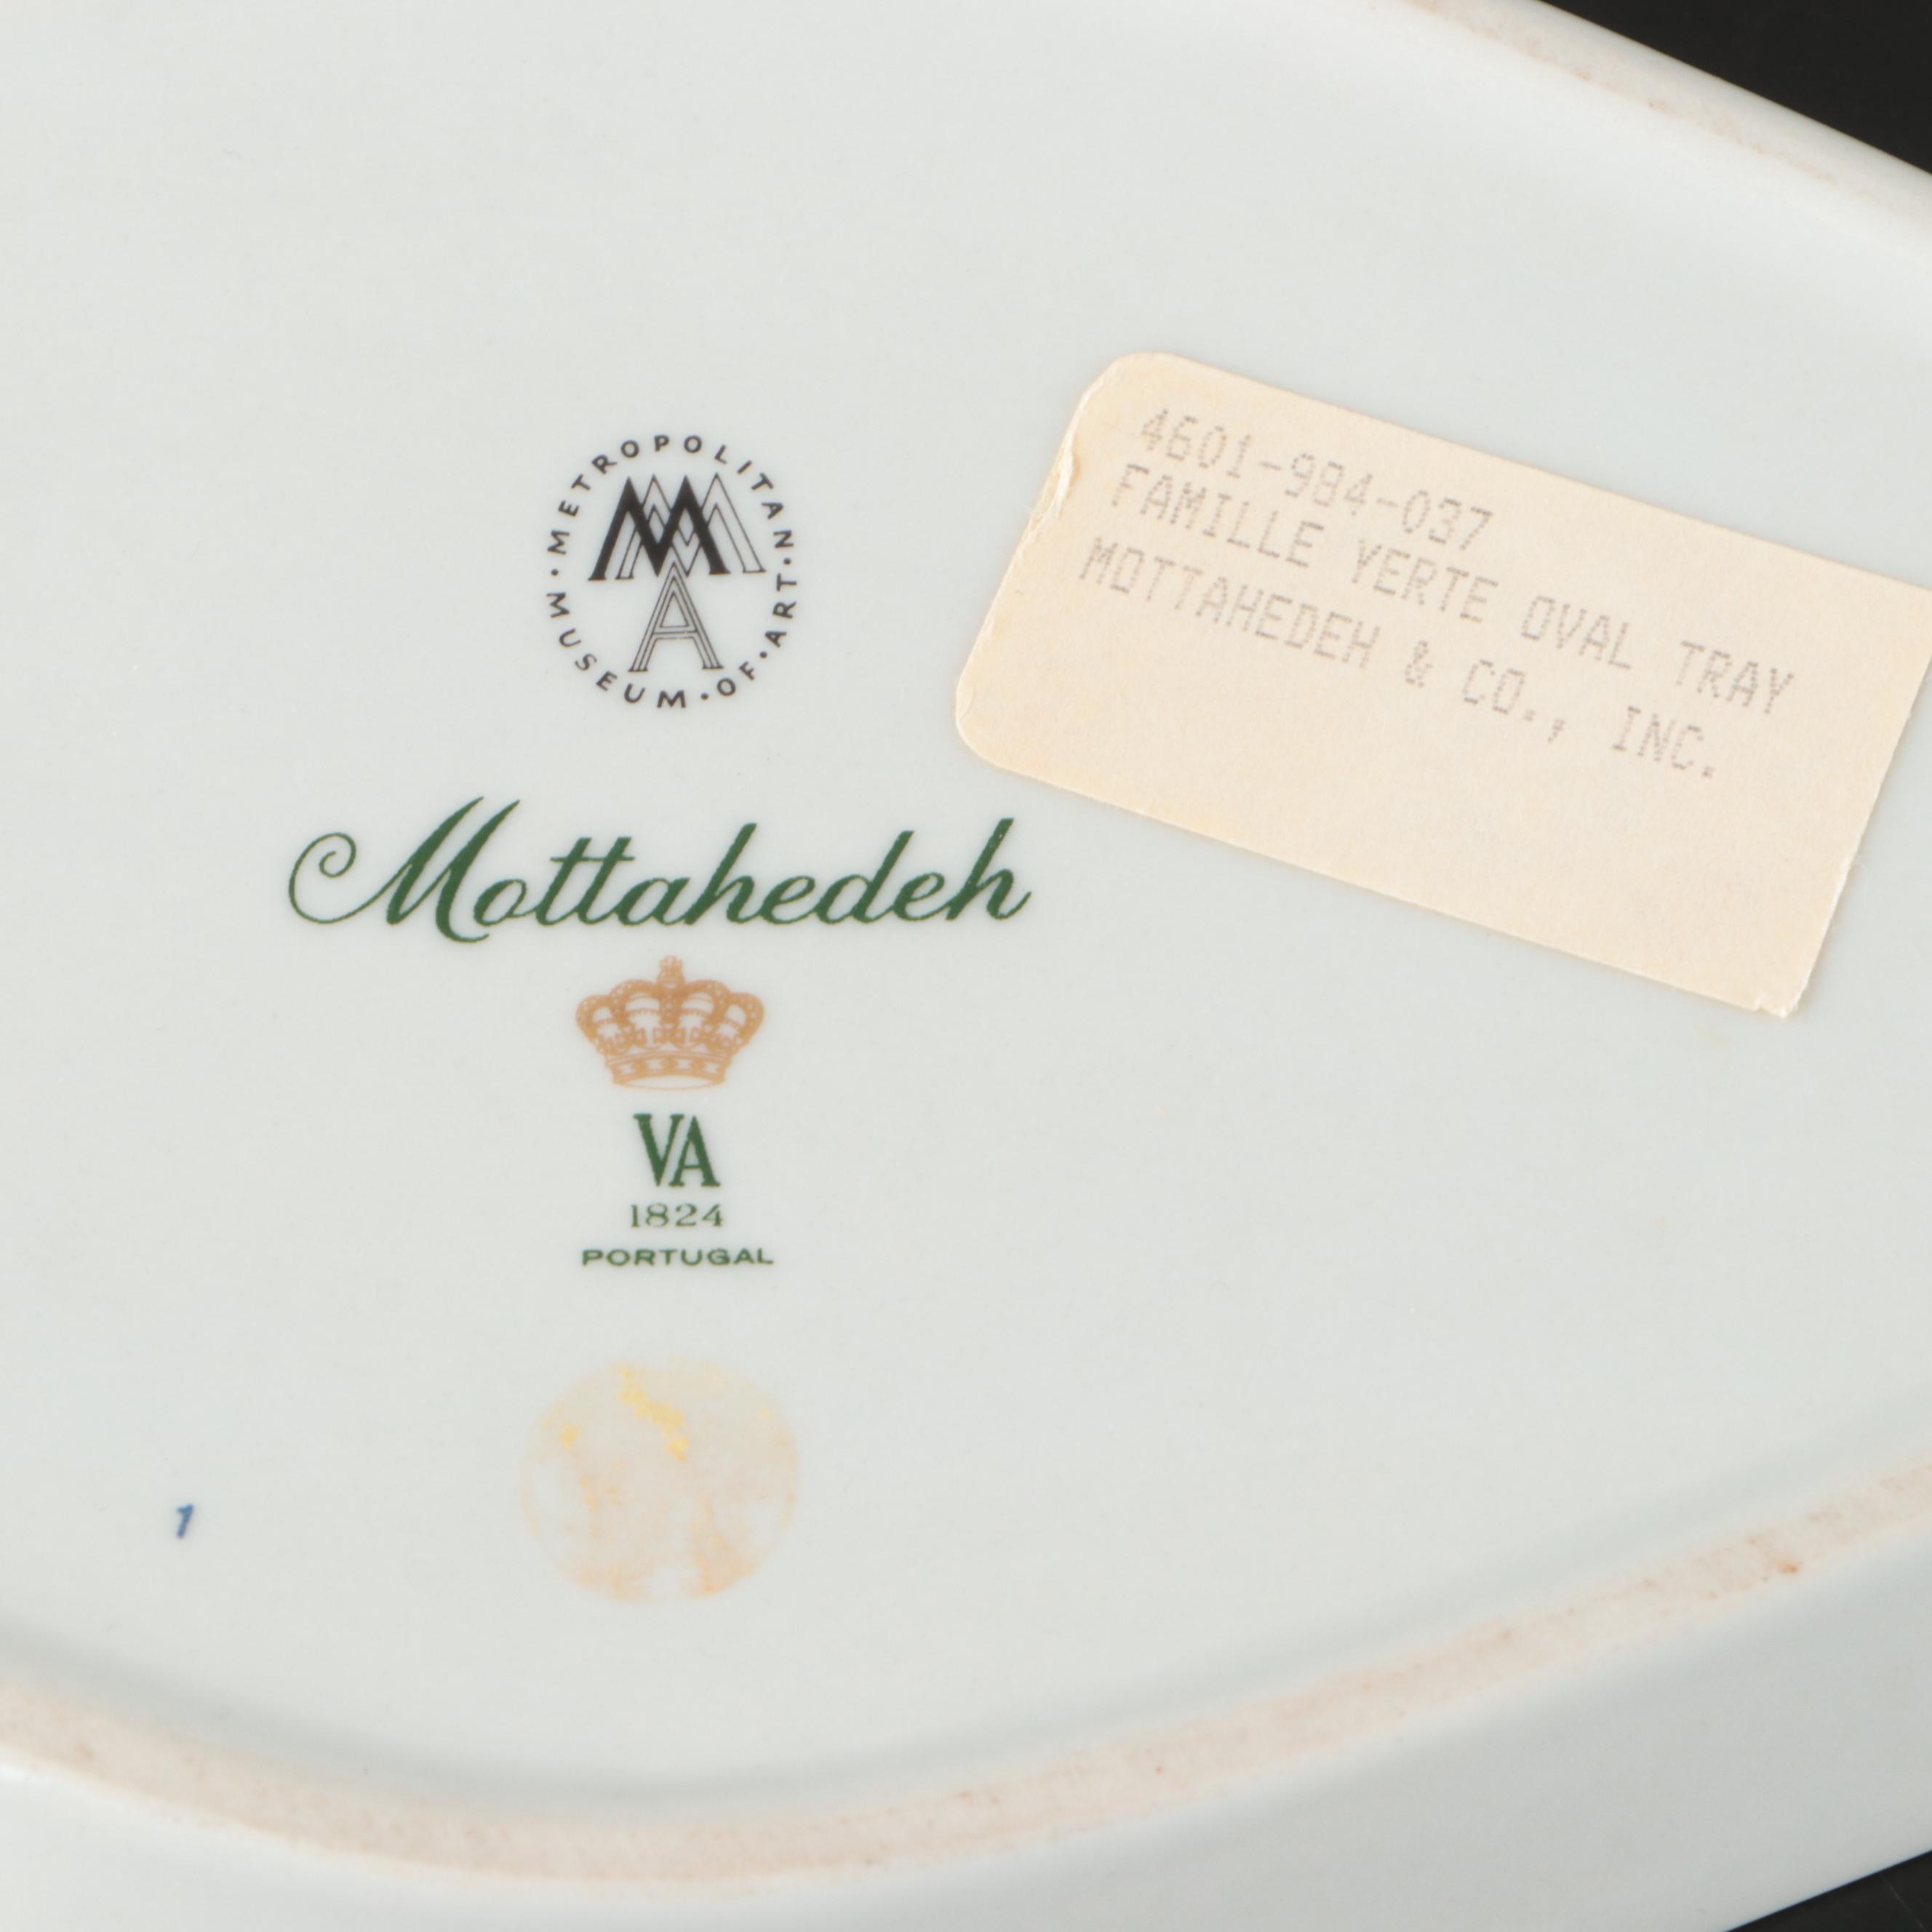 METROPOLITAN · MUSEUM · OF · ART ·
MMA
Mottahedeh
VA
1824
PORTUGAL
1
4601-984-037
FAMILLE VERTE OVAL TRAY
MOTTAHEDEH & CO., INC.